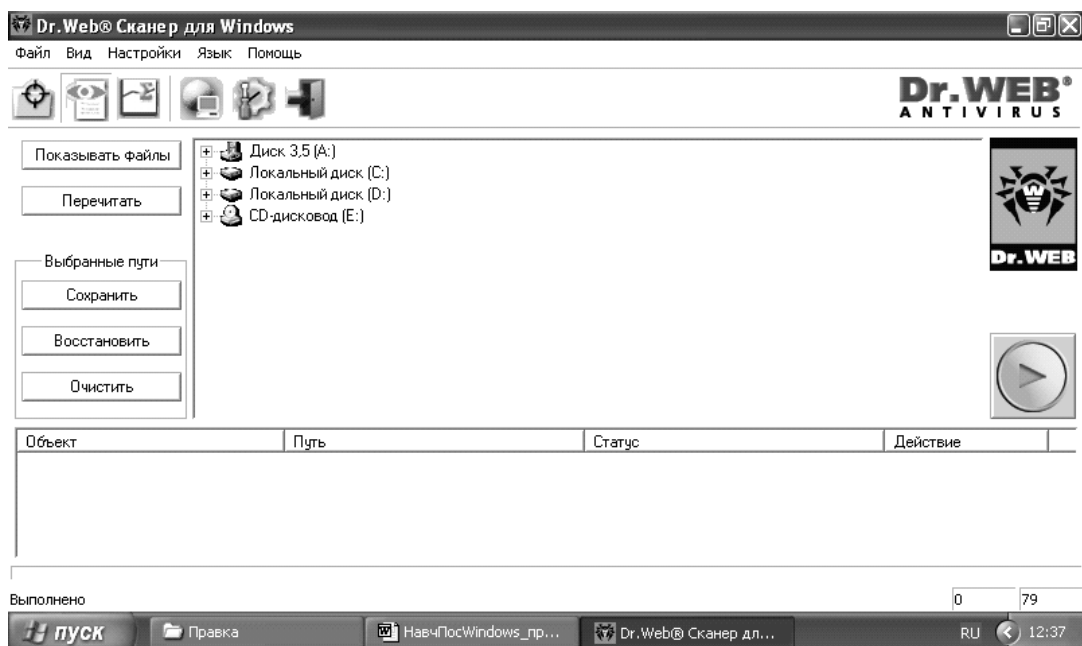 Dr.Web® Сканер для Windows
Файл Вид Настройки Язык Помощь
Dr.WEB®
ANTIVIRUS
Показывать файлы
Перечитать
Выбранные пути
Сохранить
Восстановить
Очистить
Диск 3,5 (A:)
Локальный диск (C:)
Локальный диск (D:)
CD-дисковод (E:)
Dr.WEB
Объект Путь Статус Действие
Выполнено 0 79
пуск Правка НавчПосWindows_пр... Dr.Web® Сканер дл... RU 12:37